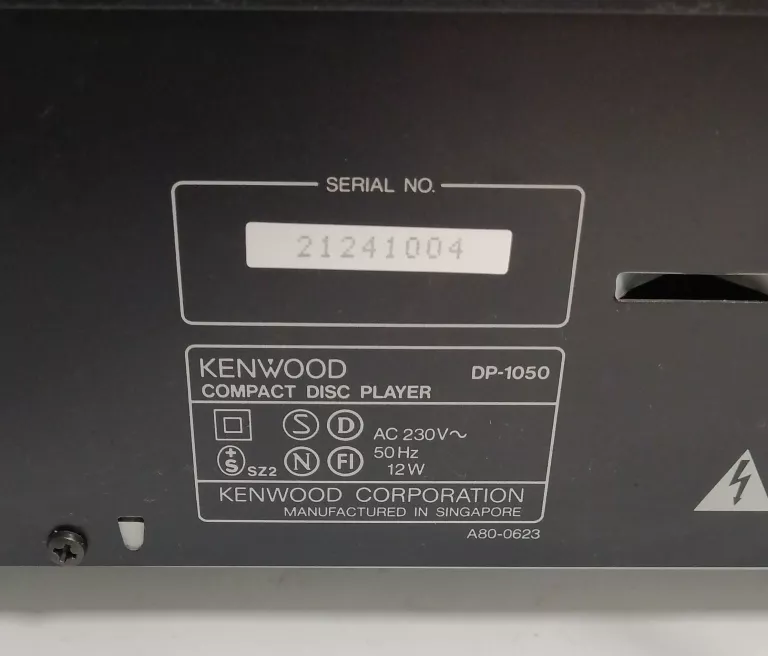 SERIAL NO.
21241004
KENWOOD DP-1050
COMPACT DISC PLAYER
S D AC 230V~
+S SZ2 N FI 50Hz
12W
KENWOOD CORPORATION
MANUFACTURED IN SINGAPORE
A80-0623